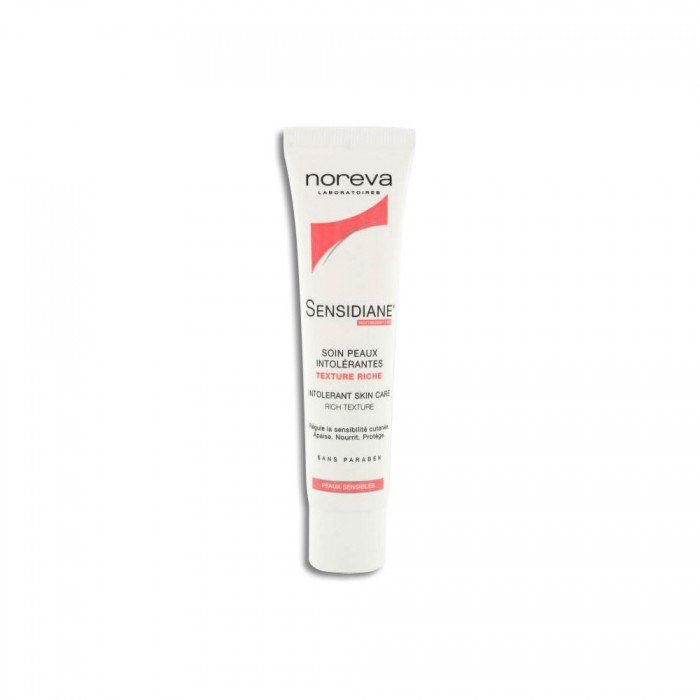 noreva
LABORATOIRES
SENSIDIANE
SOIN PEAUX
INTOLÉRANTES
TEXTURE RICHE
INTOLERANT SKIN CARE
RICH TEXTURE
Régule la sensibilité cutanée
Apaise, Nourrit, Protège
SANS PARABEN
PEAUX SENSIBLES